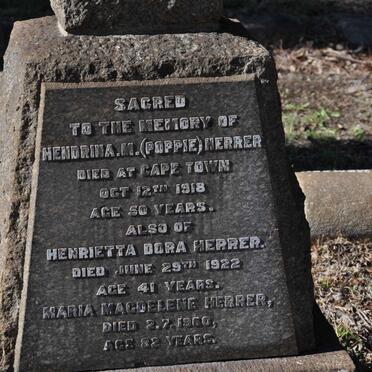 SACRED
TO THE MEMORY OF
HENDRINA. M. (POPPIE) HERRER
DIED AT CAPE TOWN
OCT 12TH 1918
AGE 50 YEARS.
ALSO OF
HENRIETTA DORA HERRER.
DIED JUNE 29TH 1922
AGE 41 YEARS.
MARIA MAGDELENE HERRER,
DIED 2.7.1960,
AGE 82 YEARS.